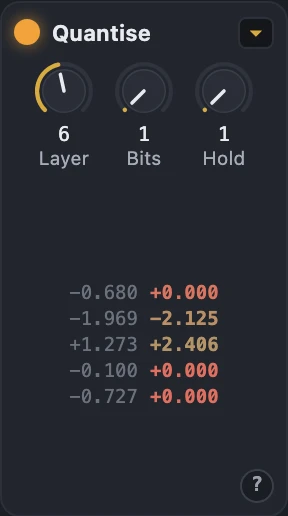 Quantise
6 1 1
Layer Bits Hold
−0.680 +0.000
−1.969 −2.125
+1.273 +2.406
−0.100 +0.000
−0.727 +0.000
?